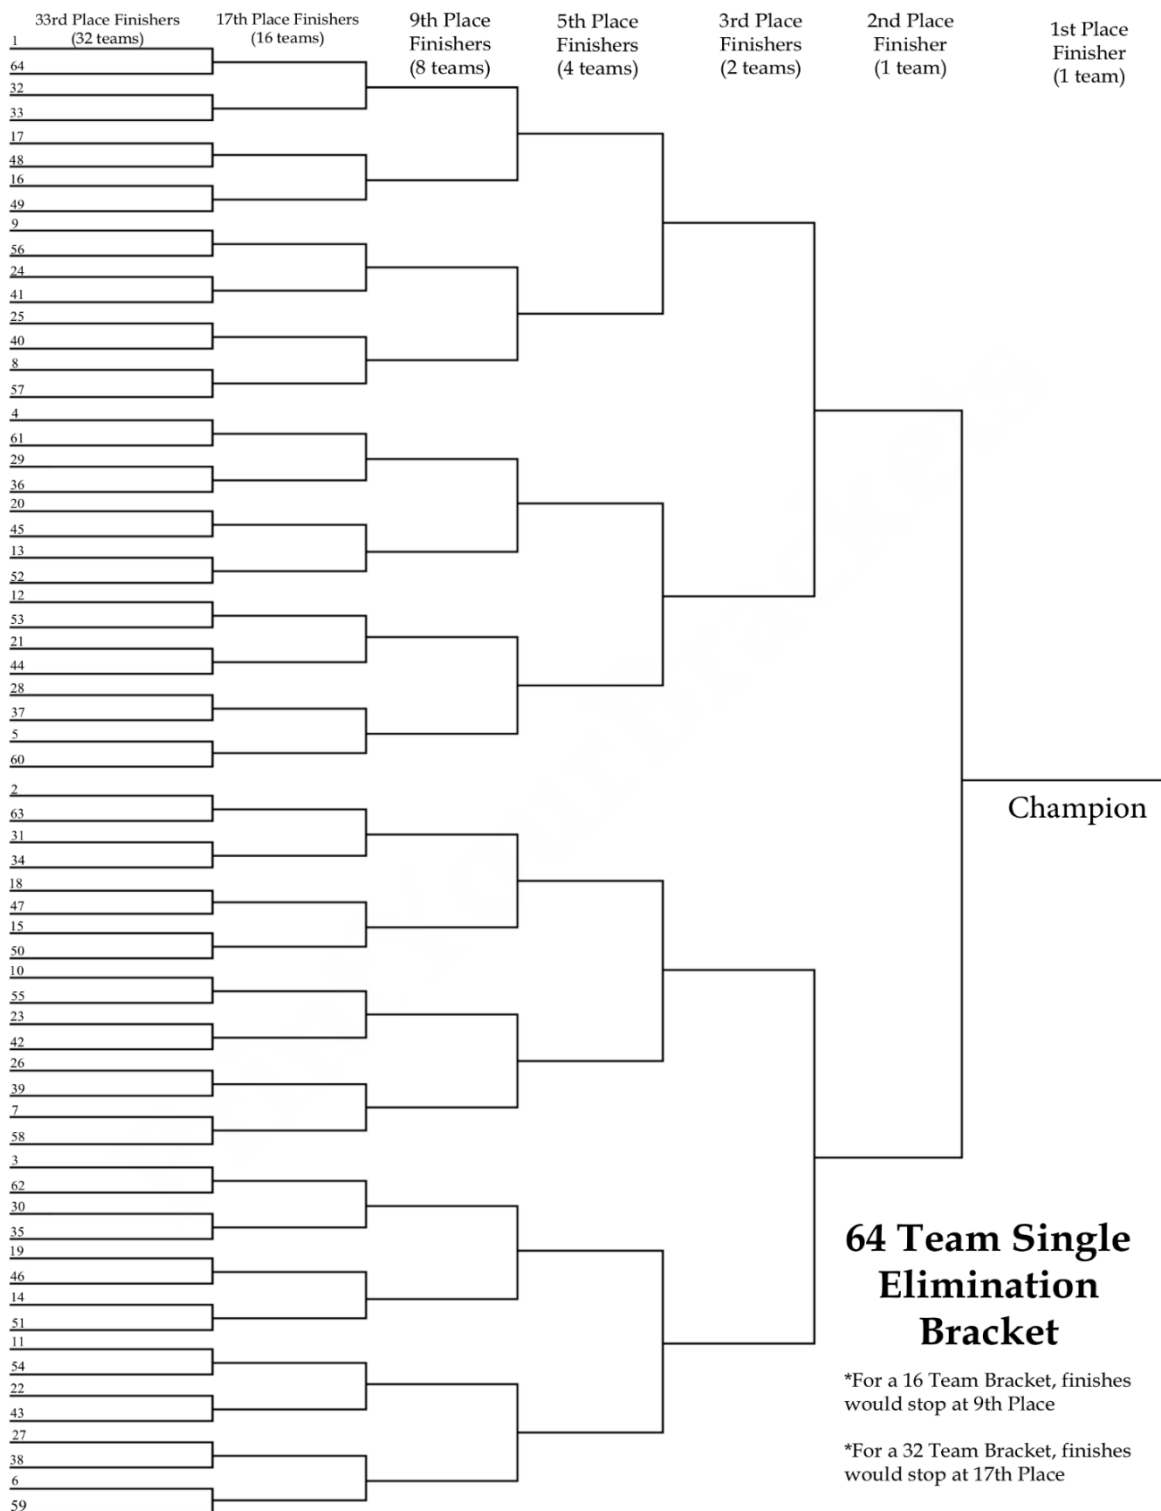 33rd Place Finishers
(32 teams)
17th Place Finishers
(16 teams)
9th Place
Finishers
(8 teams)
5th Place
Finishers
(4 teams)
3rd Place
Finishers
(2 teams)
2nd Place
Finisher
(1 team)
1st Place
Finisher
(1 team)
1
64
32
33
17
48
16
49
9
56
24
41
25
40
8
57
4
61
29
36
20
45
13
52
12
53
21
44
28
37
5
60
2
63
31
34
18
47
15
50
10
55
23
42
26
39
7
58
3
62
30
35
19
46
14
51
11
54
22
43
27
38
6
59
Champion
64 Team Single
Elimination
Bracket
*For a 16 Team Bracket, finishes
would stop at 9th Place
*For a 32 Team Bracket, finishes
would stop at 17th Place